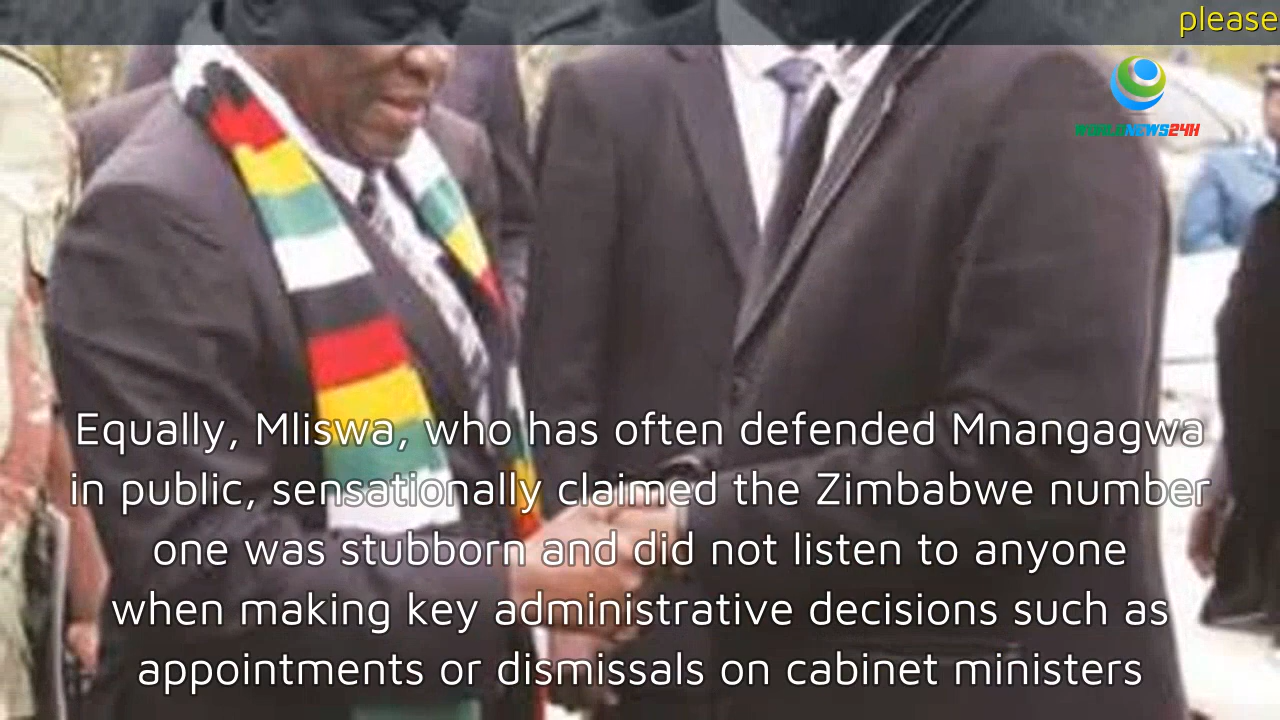 please
WORLDNEWS24H
Equally, Mliswa, who has often defended Mnangagwa
in public, sensationally claimed the Zimbabwe number
one was stubborn and did not listen to anyone
when making key administrative decisions such as
appointments or dismissals on cabinet ministers